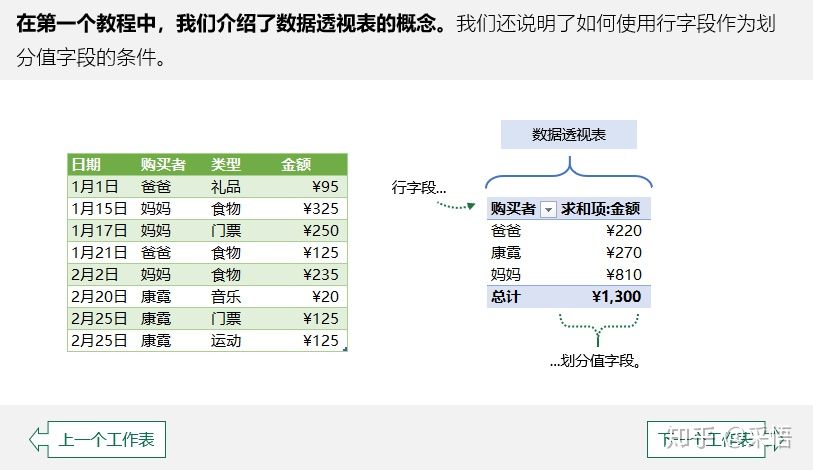 在第一个教程中，我们介绍了数据透视表的概念。我们还说明了如何使用行字段作为划
分值字段的条件。
数据透视表
日期 购买者 类型 金额
1月1日 爸爸 礼品 ¥95
1月15日 妈妈 食物 ¥325
1月17日 妈妈 门票 ¥250
1月21日 爸爸 食物 ¥125
2月2日 妈妈 食物 ¥235
2月20日 康霓 音乐 ¥20
2月25日 康霓 门票 ¥125
2月25日 康霓 运动 ¥125
行字段...
购买者 求和项:金额
爸爸 ¥220
康霓 ¥270
妈妈 ¥810
总计 ¥1,300
...划分值字段。
上一个工作表
下一个工作表
知乎 @采悟